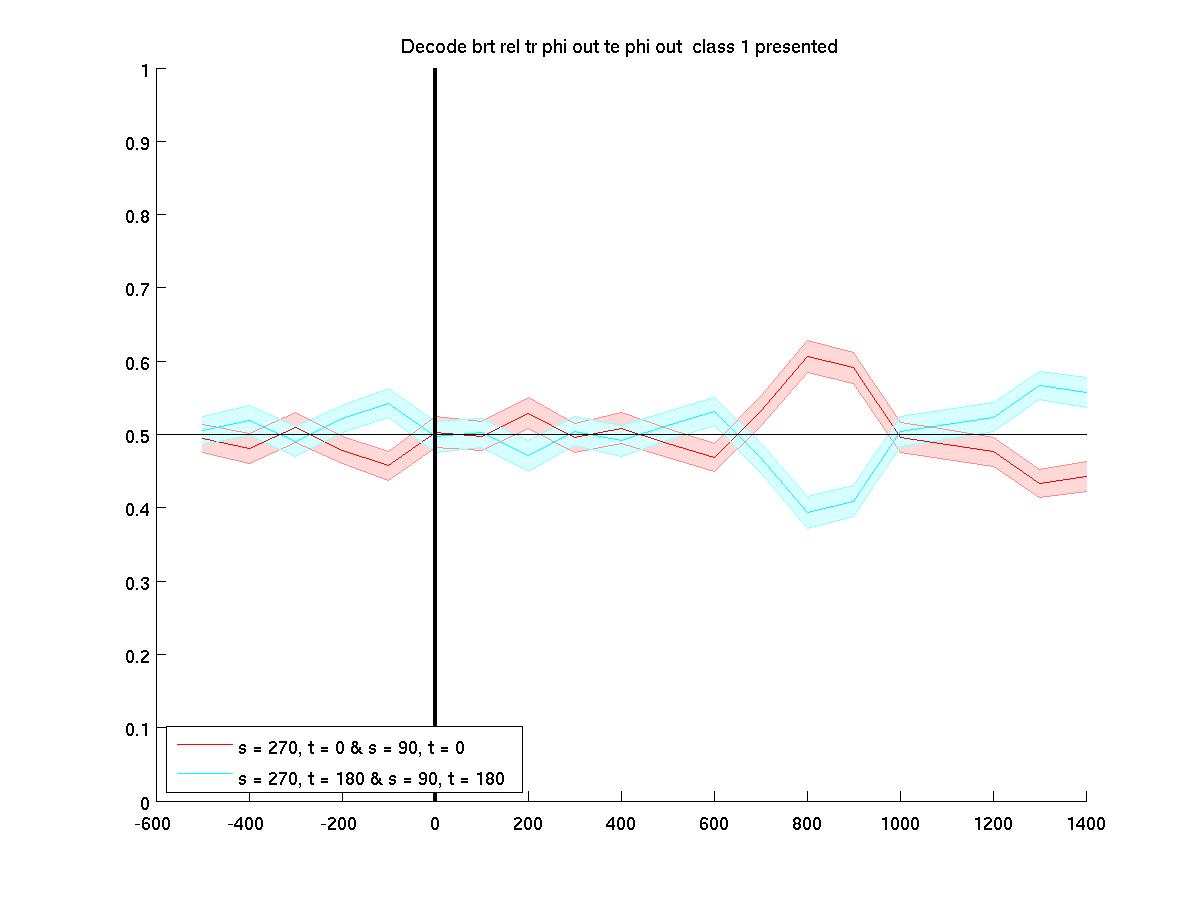 Decode brt rel tr phi out te phi out  class 1 presented
1
0.9
0.8
0.7
0.6
0.5
0.4
0.3
0.2
0.1
0
s = 270, t = 0 & s = 90, t = 0
s = 270, t = 180 & s = 90, t = 180
-600 -400 -200 0 200 400 600 800 1000 1200 1400